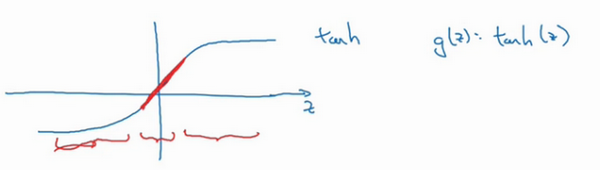 tanh
g(z) = tanh(z)
z